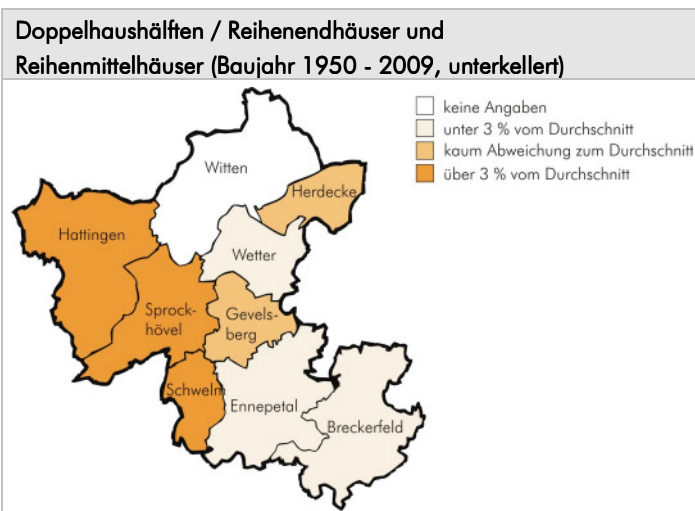 Doppelhaushälften / Reihenendhäuser und
Reihenmittelhäuser (Baujahr 1950 - 2009, unterkellert)
keine Angaben
unter 3 % vom Durchschnitt
kaum Abweichung zum Durchschnitt
über 3 % vom Durchschnitt
Witten
Herdecke
Hattingen
Wetter
Sprock-
hövel
Gevels-
berg
Schwelm
Ennepetal
Breckerfeld